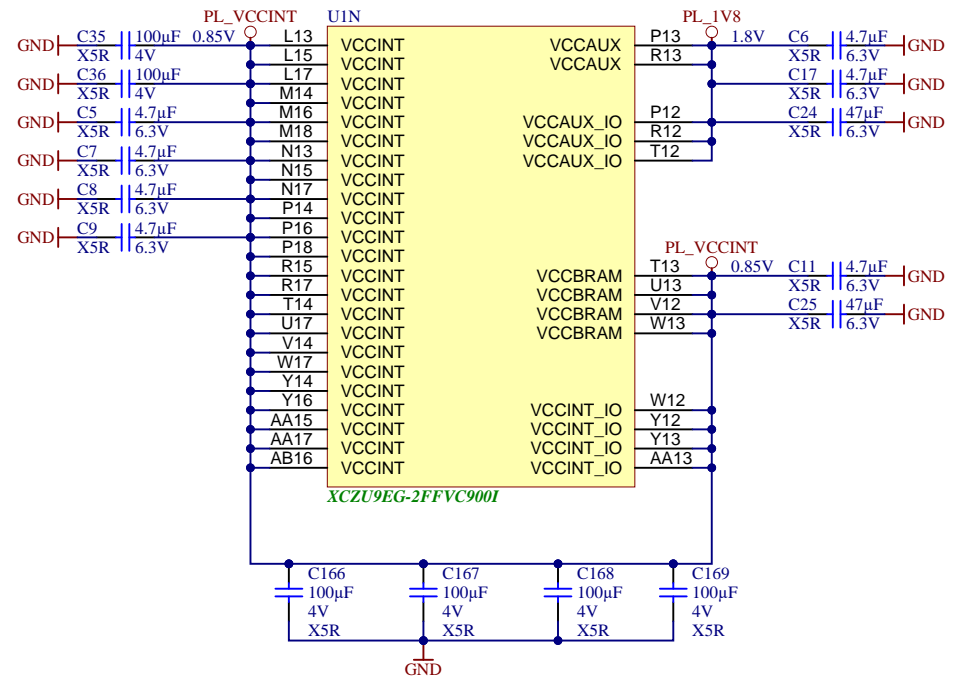 PL_VCCINT
U1N
PL_1V8
GND C35 100µF 0.85V L13 VCCINT VCCAUX P13 1.8V C6 4.7µF GND
X5R 4V L15 VCCINT VCCAUX R13 X5R 6.3V
GND C36 100µF L17 VCCINT C17 4.7µF GND
X5R 4V M14 VCCINT X5R 6.3V
GND C5 4.7µF M16 VCCINT VCCAUX_IO P12 C24 47µF GND
X5R 6.3V M18 VCCINT VCCAUX_IO R12 X5R 6.3V
GND C7 4.7µF N13 VCCINT VCCAUX_IO T12
X5R 6.3V N15 VCCINT
GND C8 4.7µF N17 VCCINT
X5R 6.3V P14 VCCINT
GND C9 4.7µF P16 VCCINT
X5R 6.3V P18 VCCINT PL_VCCINT
R15 VCCINT VCCBRAM T13 0.85V C11 4.7µF GND
R17 VCCINT VCCBRAM U13 X5R 6.3V
T14 VCCINT VCCBRAM V12 C25 47µF GND
U17 VCCINT VCCBRAM W13 X5R 6.3V
V14 VCCINT
W17 VCCINT
Y14 VCCINT
Y16 VCCINT VCCINT_IO W12
AA15 VCCINT VCCINT_IO Y12
AA17 VCCINT VCCINT_IO Y13
AB16 VCCINT VCCINT_IO AA13
XCZU9EG-2FFVC900I
C166 C167 C168 C169
100µF 100µF 100µF 100µF
4V 4V 4V 4V
X5R X5R X5R X5R
GND